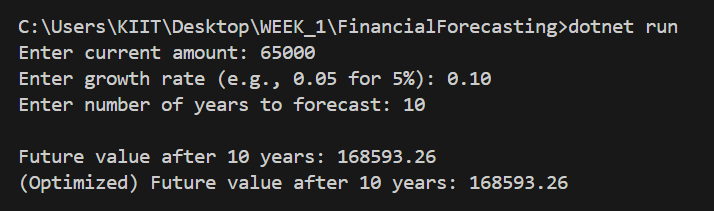 C:\Users\KIIT\Desktop\WEEK_1\FinancialForecasting>dotnet run
Enter current amount: 65000
Enter growth rate (e.g., 0.05 for 5%): 0.10
Enter number of years to forecast: 10

Future value after 10 years: 168593.26
(Optimized) Future value after 10 years: 168593.26